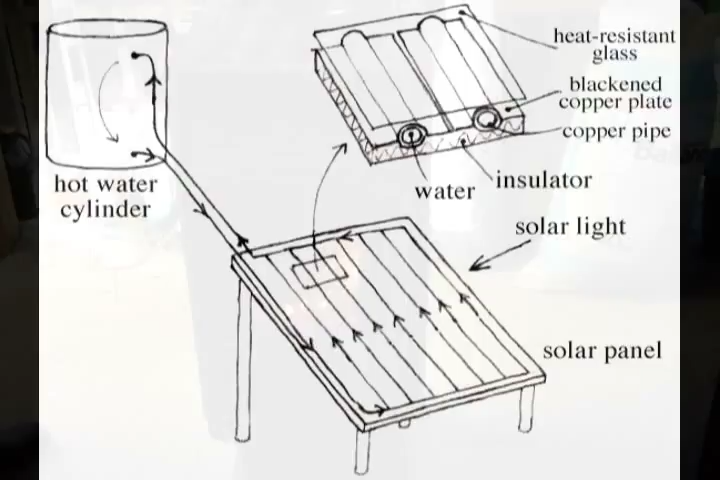 heat-resistant
glass
blackened
copper plate
copper pipe
water
insulator
hot water
cylinder
solar light
solar panel